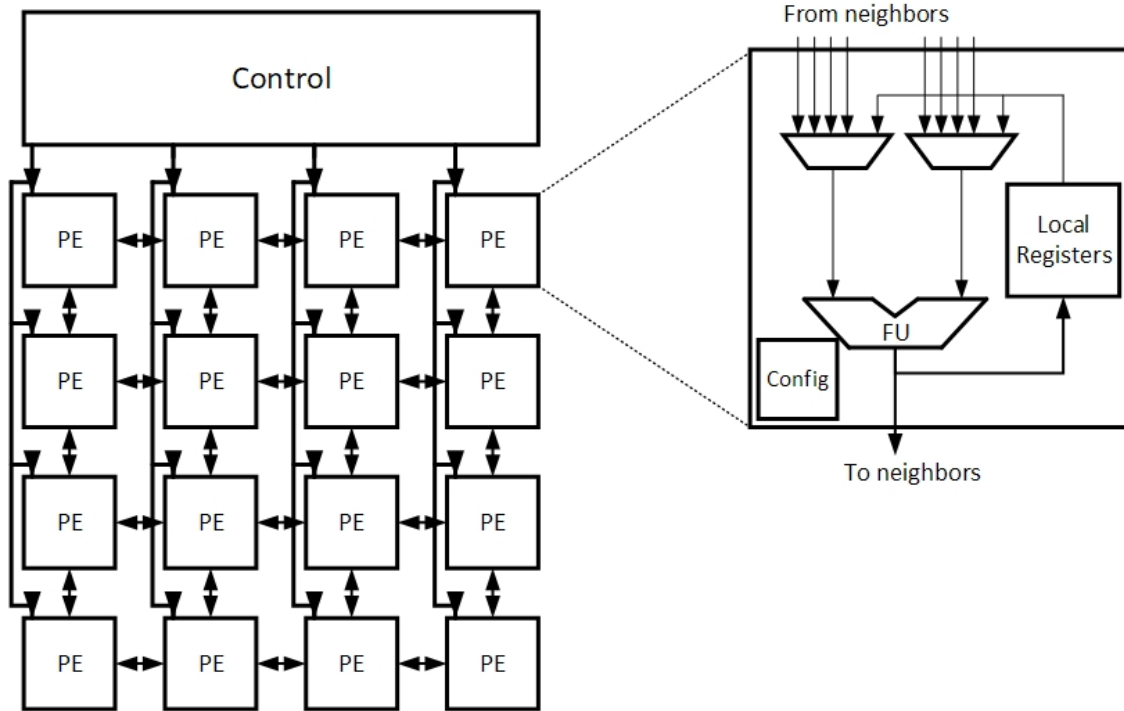 Control
PE PE PE PE
PE PE PE PE
PE PE PE PE
PE PE PE PE
From neighbors
Local
Registers
FU
Config
To neighbors